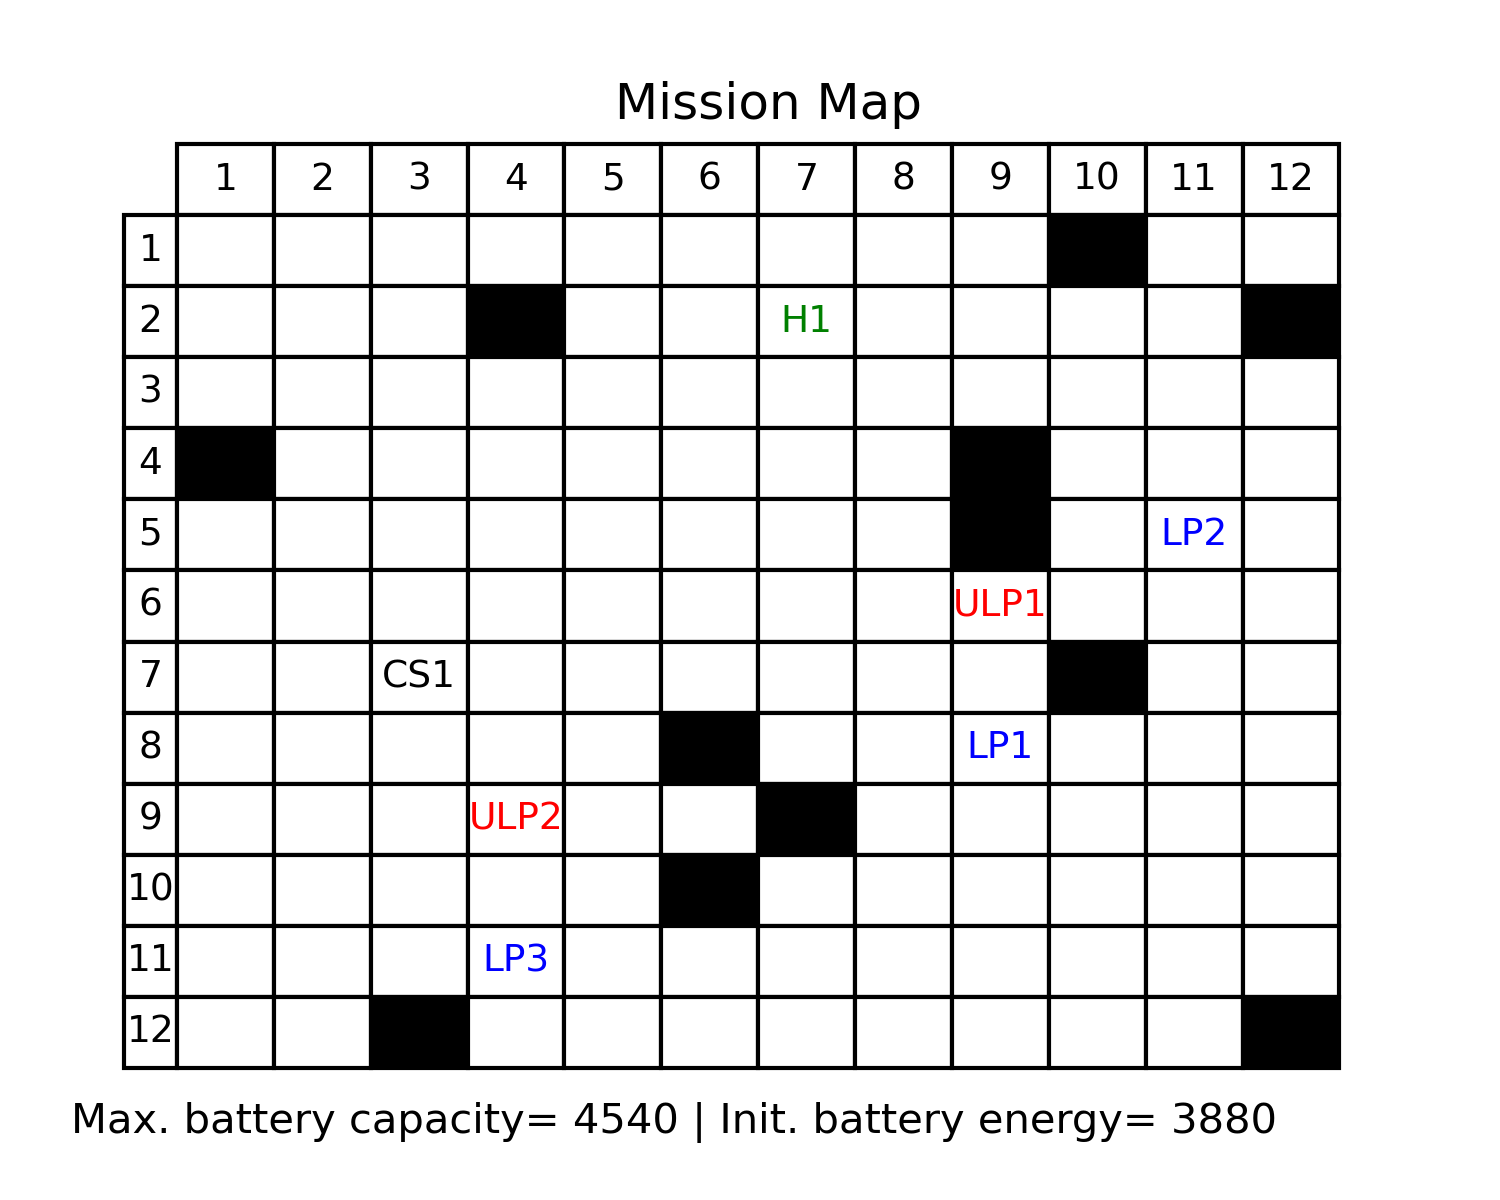 Mission Map
1 2 3 4 5 6 7 8 9 10 11 12
1
2 H1
3
4
5 LP2
6 ULP1
7 CS1
8 LP1
9 ULP2
10
11 LP3
12
Max. battery capacity= 4540 | Init. battery energy= 3880